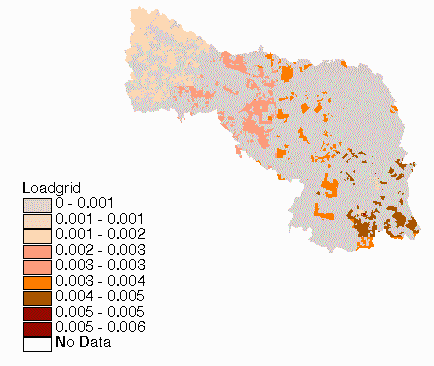 Loadgrid
0 - 0.001
0.001 - 0.001
0.001 - 0.002
0.002 - 0.003
0.003 - 0.003
0.003 - 0.004
0.004 - 0.005
0.005 - 0.005
0.005 - 0.006
No Data